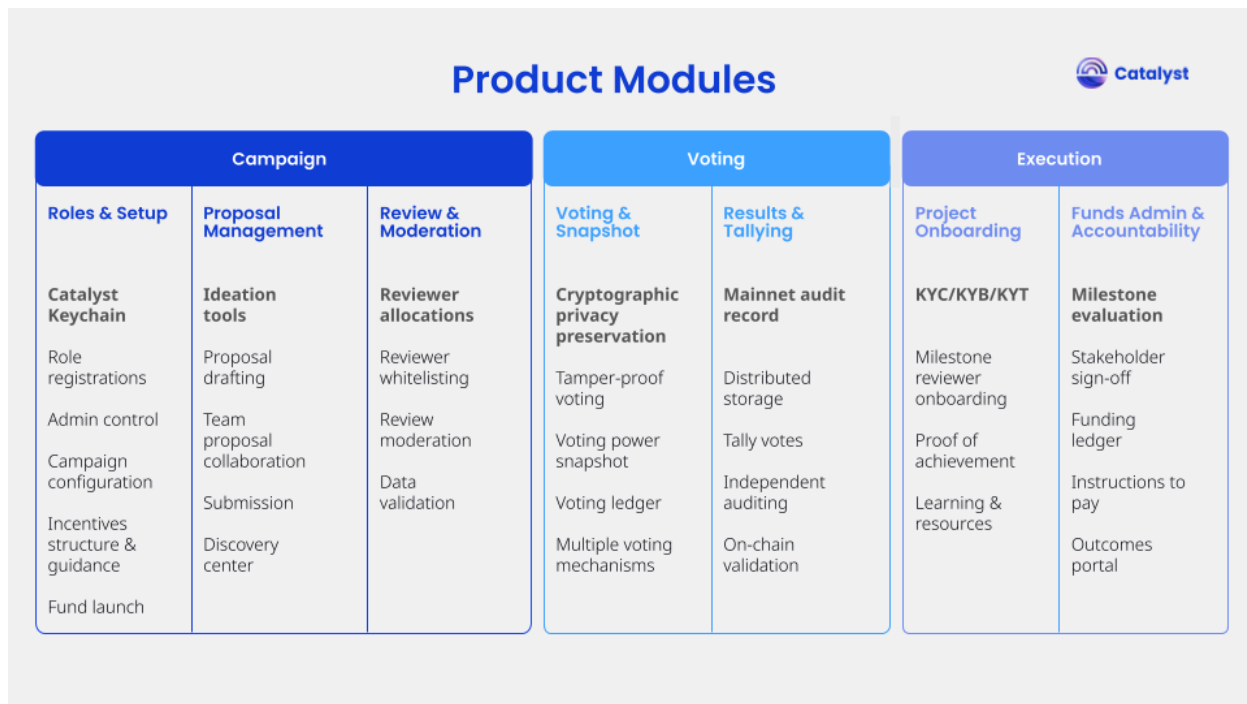 Product Modules
Catalyst
Campaign
Roles & Setup
Catalyst
Keychain
Role
registrations
Admin control
Campaign
configuration
Incentives
structure &
guidance
Fund launch
Proposal
Management
Ideation
tools
Proposal
drafting
Team
proposal
collaboration
Submission
Discovery
center
Review &
Moderation
Reviewer
allocations
Reviewer
whitelisting
Review
moderation
Data
validation
Voting
Voting &
Snapshot
Cryptographic
privacy
preservation
Tamper-proof
voting
Voting power
snapshot
Voting ledger
Multiple voting
mechanisms
Results &
Tallying
Mainnet audit
record
Distributed
storage
Tally votes
Independent
auditing
On-chain
validation
Execution
Project
Onboarding
KYC/KYB/KYT
Milestone
reviewer
onboarding
Proof of
achievement
Learning &
resources
Funds Admin &
Accountability
Milestone
evaluation
Stakeholder
sign-off
Funding
ledger
Instructions to
pay
Outcomes
portal